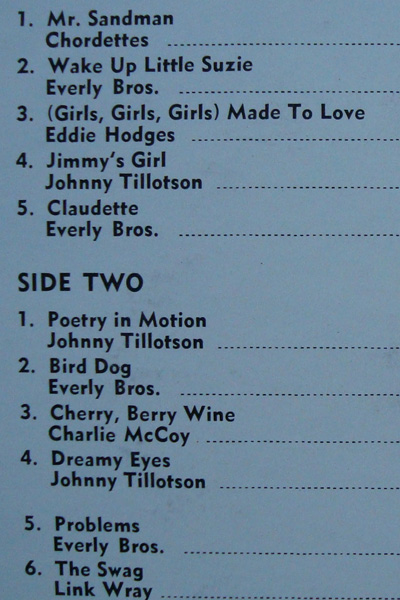 1. Mr. Sandman
Chordettes
2. Wake Up Little Suzie
Everly Bros.
3. (Girls, Girls, Girls) Made To Love
Eddie Hodges
4. Jimmy's Girl
Johnny Tillotson
5. Claudette
Everly Bros.
SIDE TWO
1. Poetry in Motion
Johnny Tillotson
2. Bird Dog
Everly Bros.
3. Cherry, Berry Wine
Charlie McCoy
4. Dreamy Eyes
Johnny Tillotson
5. Problems
Everly Bros.
6. The Swag
Link Wray